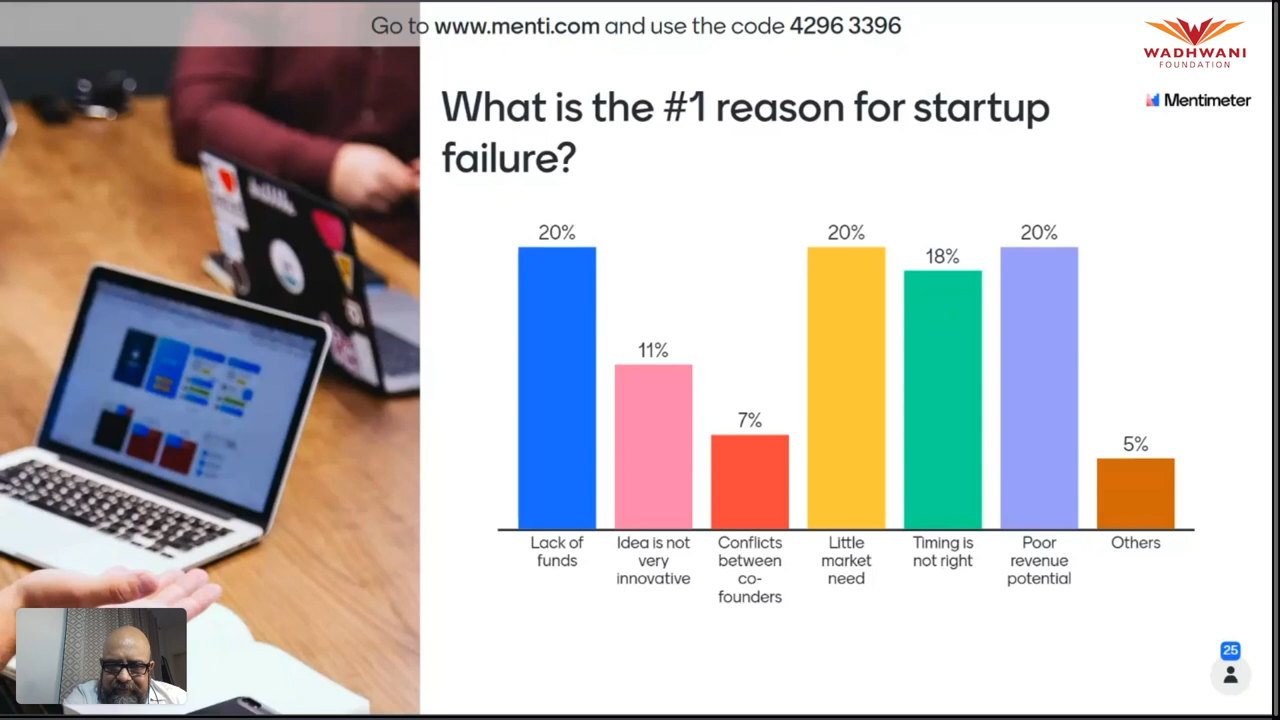 Go to www.menti.com and use the code 4296 3396
WADHWANI
FOUNDATION
Mentimeter
What is the #1 reason for startup
failure?
20%
11%
7%
20%
18%
20%
5%
Lack of
funds
Idea is not
very
innovative
Conflicts
between
co-
founders
Little
market
need
Timing is
not right
Poor
revenue
potential
Others
25